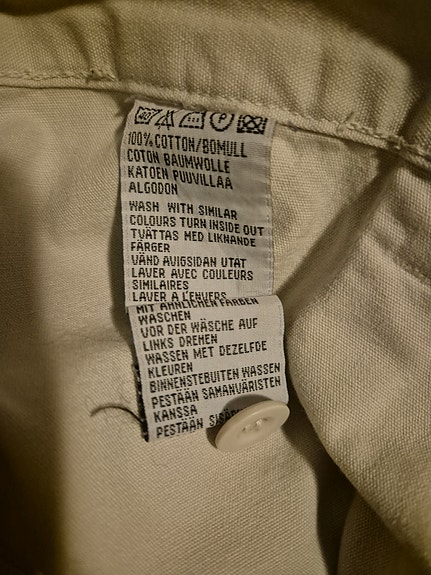 40 P
100% COTTON/BOMULL
COTON BAUMWOLLE
KATOEN PUUVILLAA
ALGODON
WASH WITH SIMILAR
COLOURS TURN INSIDE OUT
TVÄTTAS MED LIKNANDE
FÄRGER
VÄND AVIGSIDAN UTAT
LAVER AVEC COULEURS
SIMILAIRES
LAVER A L'ENVERS
MIT ÄHNLICHEN FARBEN
WASCHEN
VOR DER WÄSCHE AUF
LINKS DREHEN
WASSEN MET DEZELFDE
KLEUREN
BINNENSTEBUITEN WASSEN
PESTÄÄN SAMANVÄRISTEN
KANSSA
PESTÄÄN